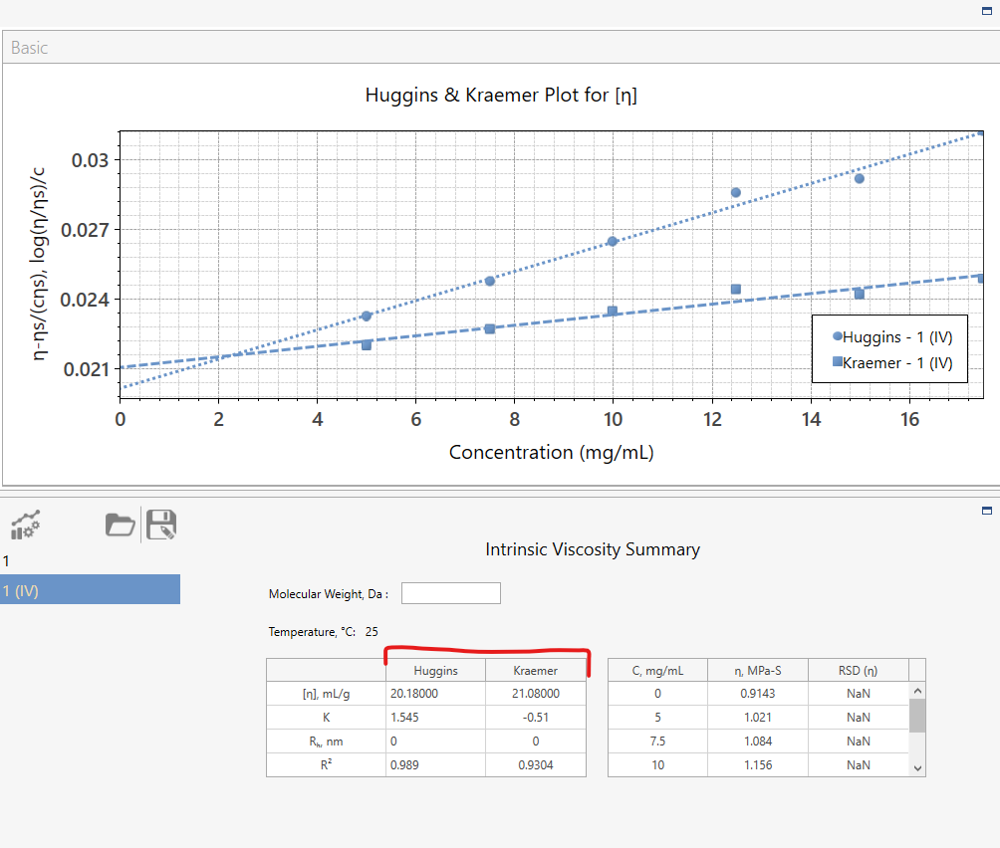 Basic
Huggins & Kraemer Plot for [η]
η-ηs/(cηs), log(η/ηs)/c
0.03
0.027
0.024
0.021
Huggins - 1 (IV)
Kraemer - 1 (IV)
0 2 4 6 8 10 12 14 16
Concentration (mg/mL)
1
1 (IV)
Intrinsic Viscosity Summary
Molecular Weight, Da :
Temperature, °C: 25
Huggins Kraemer
[η], mL/g 20.18000 21.08000
K 1.545 -0.51
Rₕ, nm 0 0
R² 0.989 0.9304
C, mg/mL η, MPa-S RSD (η)
0 0.9143 NaN
5 1.021 NaN
7.5 1.084 NaN
10 1.156 NaN